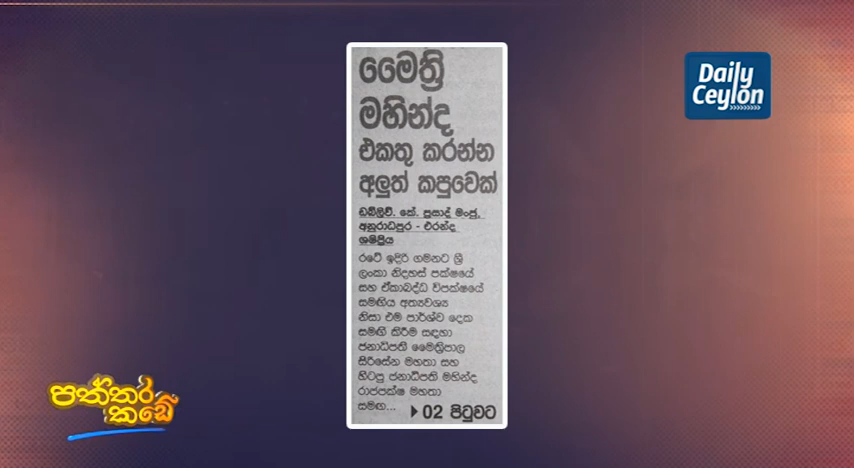 මෛත්‍රි
මහින්ද
එකතු කරන්න
අලුත් කපුවෙක්
ඩබ්ලිව්. කේ. ප්‍රසාද් මංජු,
අනුරාධපුර - එරන්ද
ශෂිප්‍රිය
රටේ ඉදිරි ගමනට ශ්‍රී
ලංකා නිදහස් පක්ෂයේ
සහ ඒකාබද්ධ විපක්ෂයේ
සමගිය අත්‍යවශ්‍ය
නිසා එම පාර්ශ්ව දෙක
සමගි කිරීම සඳහා
ජනාධිපති මෛත්‍රිපාල
සිරිසේන මහතා සහ
හිටපු ජනාධිපති මහින්ද
රාජපක්ෂ මහතා
සමඟ... 02 පිටුවට
Daily
Ceylon
පත්තර
කඩේ